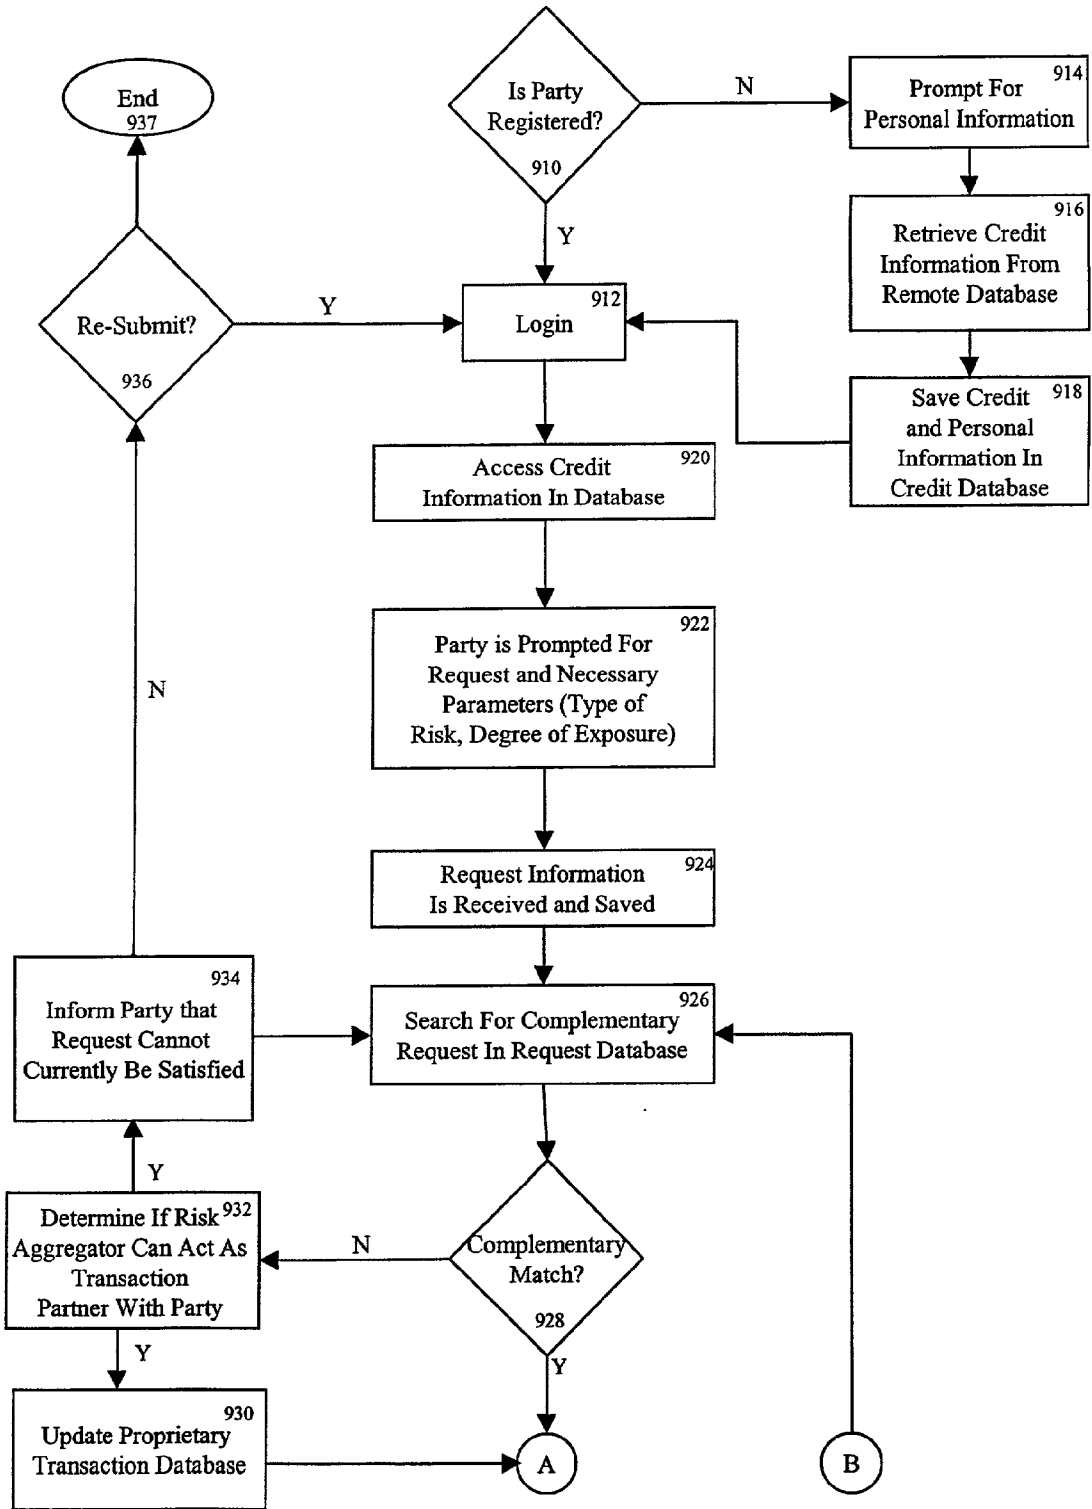 End
937
Is Party
Registered?
910
N
914
Prompt For
Personal Information
Y
916
Retrieve Credit
Information From
Remote Database
Re-Submit?
936
Y
912
Login
918
Save Credit
and Personal
Information In
Credit Database
920
Access Credit
Information In Database
922
Party is Prompted For
Request and Necessary
Parameters (Type of
Risk, Degree of Exposure)
N
924
Request Information
Is Received and Saved
934
Inform Party that
Request Cannot
Currently Be Satisfied
926
Search For Complementary
Request In Request Database
Y
Determine If Risk 932
Aggregator Can Act As
Transaction
Partner With Party
N
Complementary
Match?
928
Y
Y
930
Update Proprietary
Transaction Database
A
B